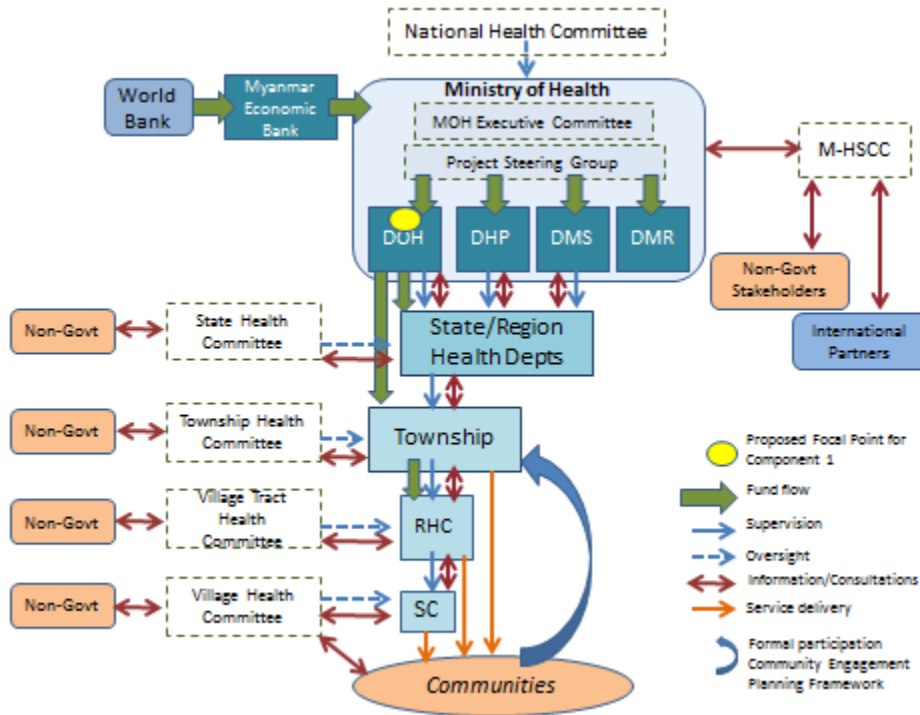 National Health Committee
World
Bank
Myanmar
Economic
Bank
Ministry of Health
MOH Executive Committee
Project Steering Group
M-HSCC
DOH
DHP
DMS
DMR
Non-Govt
Stakeholders
International
Partners
Non-Govt
State Health
Committee
State/Region
Health Depts
Non-Govt
Township Health
Committee
Township
Non-Govt
Village Tract
Health
Committee
RHC
Non-Govt
Village Health
Committee
SC
Communities
Proposed Focal Point for
Component 1
Fund flow
Supervision
Oversight
Information/Consultations
Service delivery
Formal participation
Community Engagement
Planning Framework